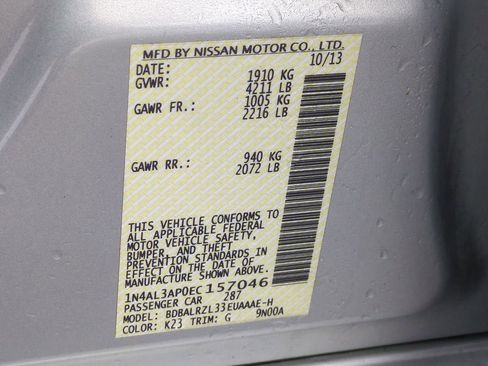 MFD BY NISSAN MOTOR CO., LTD.
DATE: 10/13
GVWR: 1910 KG
4211 LB
GAWR FR.: 1005 KG
2216 LB
GAWR RR.: 940 KG
2072 LB
THIS VEHICLE CONFORMS TO
ALL APPLICABLE FEDERAL
MOTOR VEHICLE SAFETY,
BUMPER, AND THEFT
PREVENTION STANDARDS IN
EFFECT ON THE DATE OF
MANUFACTURE SHOWN ABOVE.
1N4AL3AP0EC157046
PASSENGER CAR 287
MODEL: BDBALRZL33EUAAAE-H
COLOR: K23 TRIM: G 9N00A